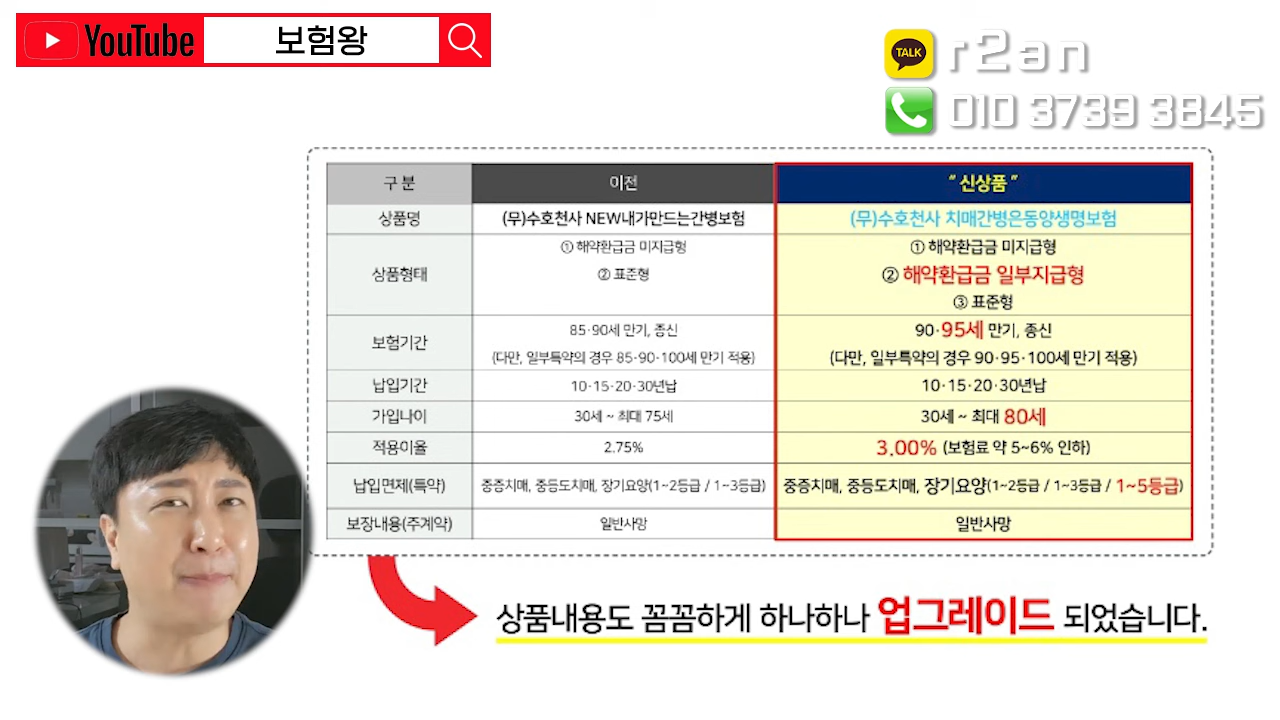 YouTube 보험왕
TALK r2an
010 3739 3845
구 분 이전 " 신상품 "
상품명 (무)수호천사 NEW내가만드는간병보험 (무)수호천사 치매간병은동양생명보험
상품형태 ① 해약환급금 미지급형 ① 해약환급금 미지급형
② 표준형 ② 해약환급금 일부지급형
③ 표준형
보험기간 85·90세 만기, 종신 90·95세 만기, 종신
(다만, 일부특약의 경우 85·90·100세 만기 적용) (다만, 일부특약의 경우 90·95·100세 만기 적용)
납입기간 10·15·20·30년납 10·15·20·30년납
가입나이 30세 ~ 최대 75세 30세 ~ 최대 80세
적용이율 2.75% 3.00% (보험료 약 5~6% 인하)
납입면제(특약) 중증치매, 중등도치매, 장기요양(1~2등급 / 1~3등급) 중증치매, 중등도치매, 장기요양(1~2등급 / 1~3등급 / 1~5등급)
보장내용(주계약) 일반사망 일반사망
상품내용도 꼼꼼하게 하나하나 업그레이드 되었습니다.